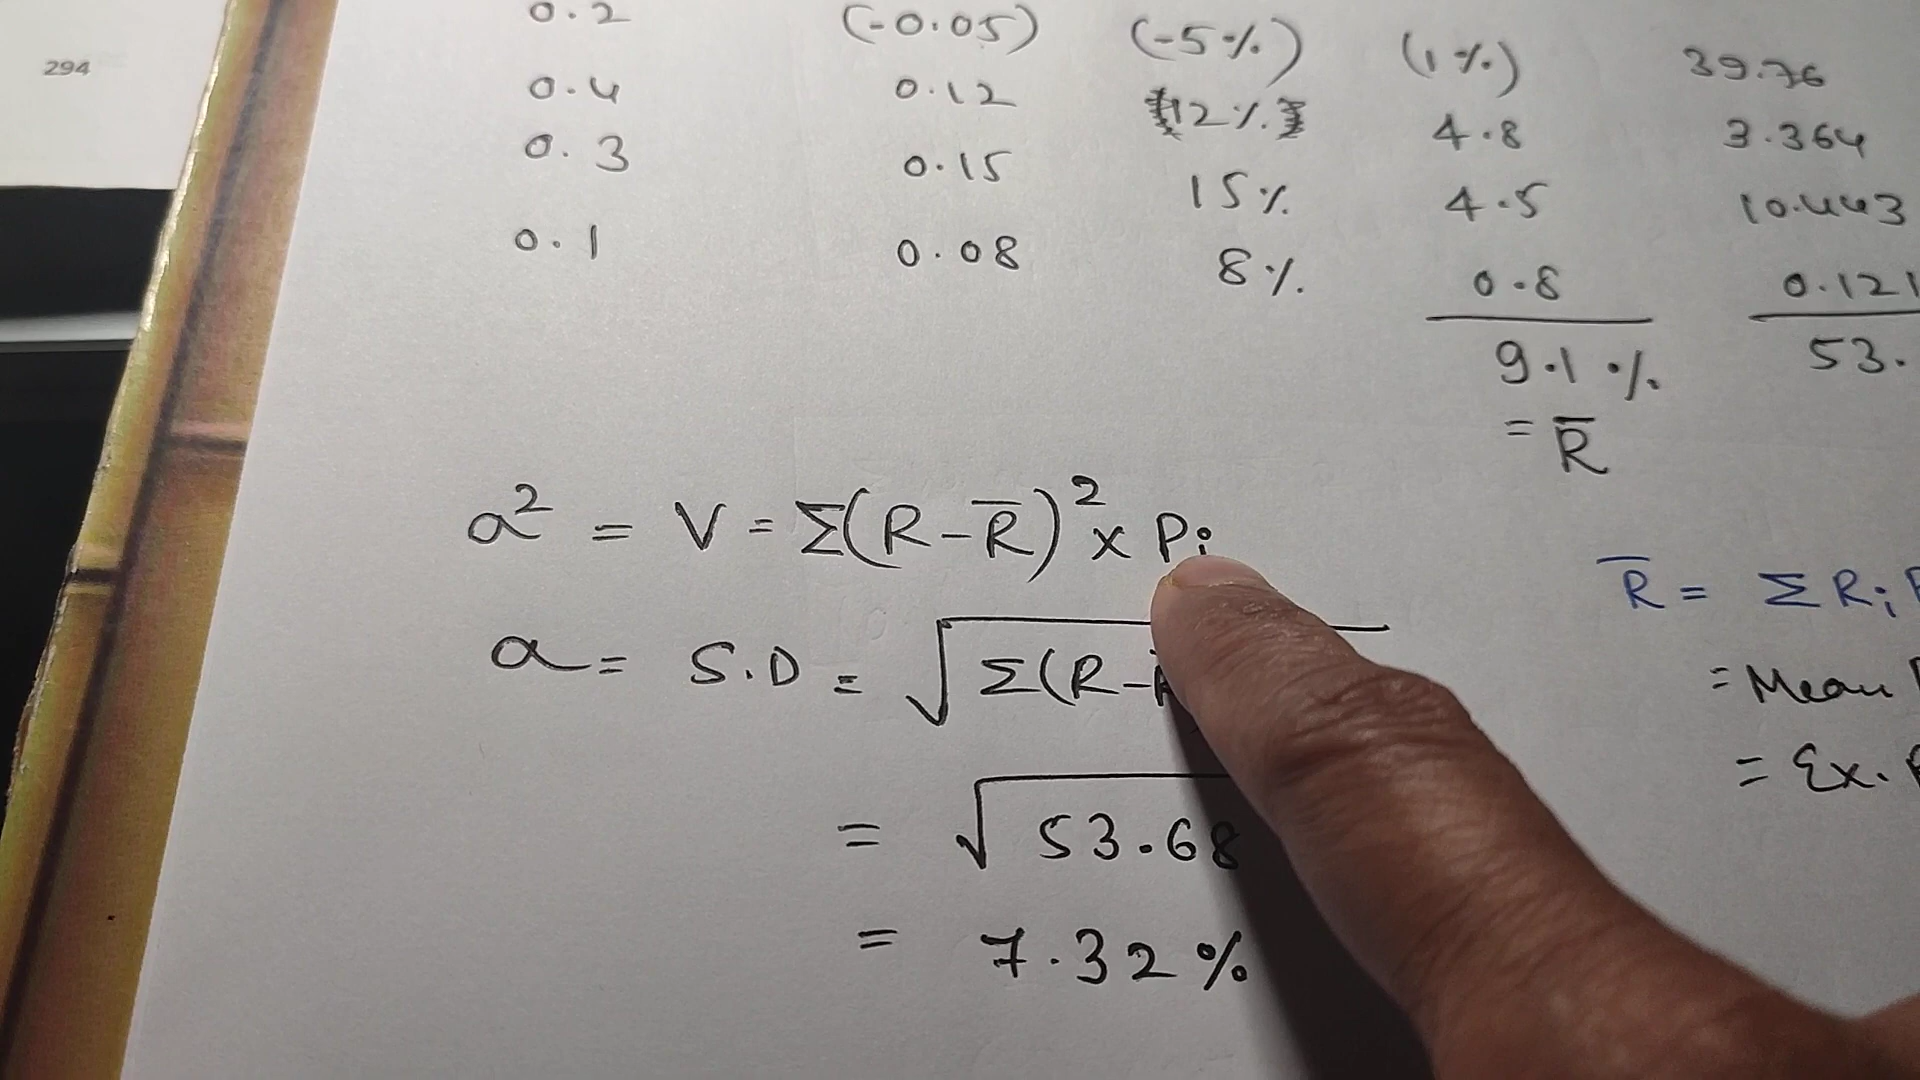 294
0.2 (-0.05) (-5%) (1%) 39.76
0.4 0.12 12% 4.8 3.364
0.3 0.15 15% 4.5 10.443
0.1 0.08 8% 0.8 0.121
9.1% 53.
= R̅
a² = V = Σ(R-R̅)² × Pi
R̅ = Σ Ri
a = S.D = √Σ(R-
= Mean
= √53.68
= Ex.
= 7.32%